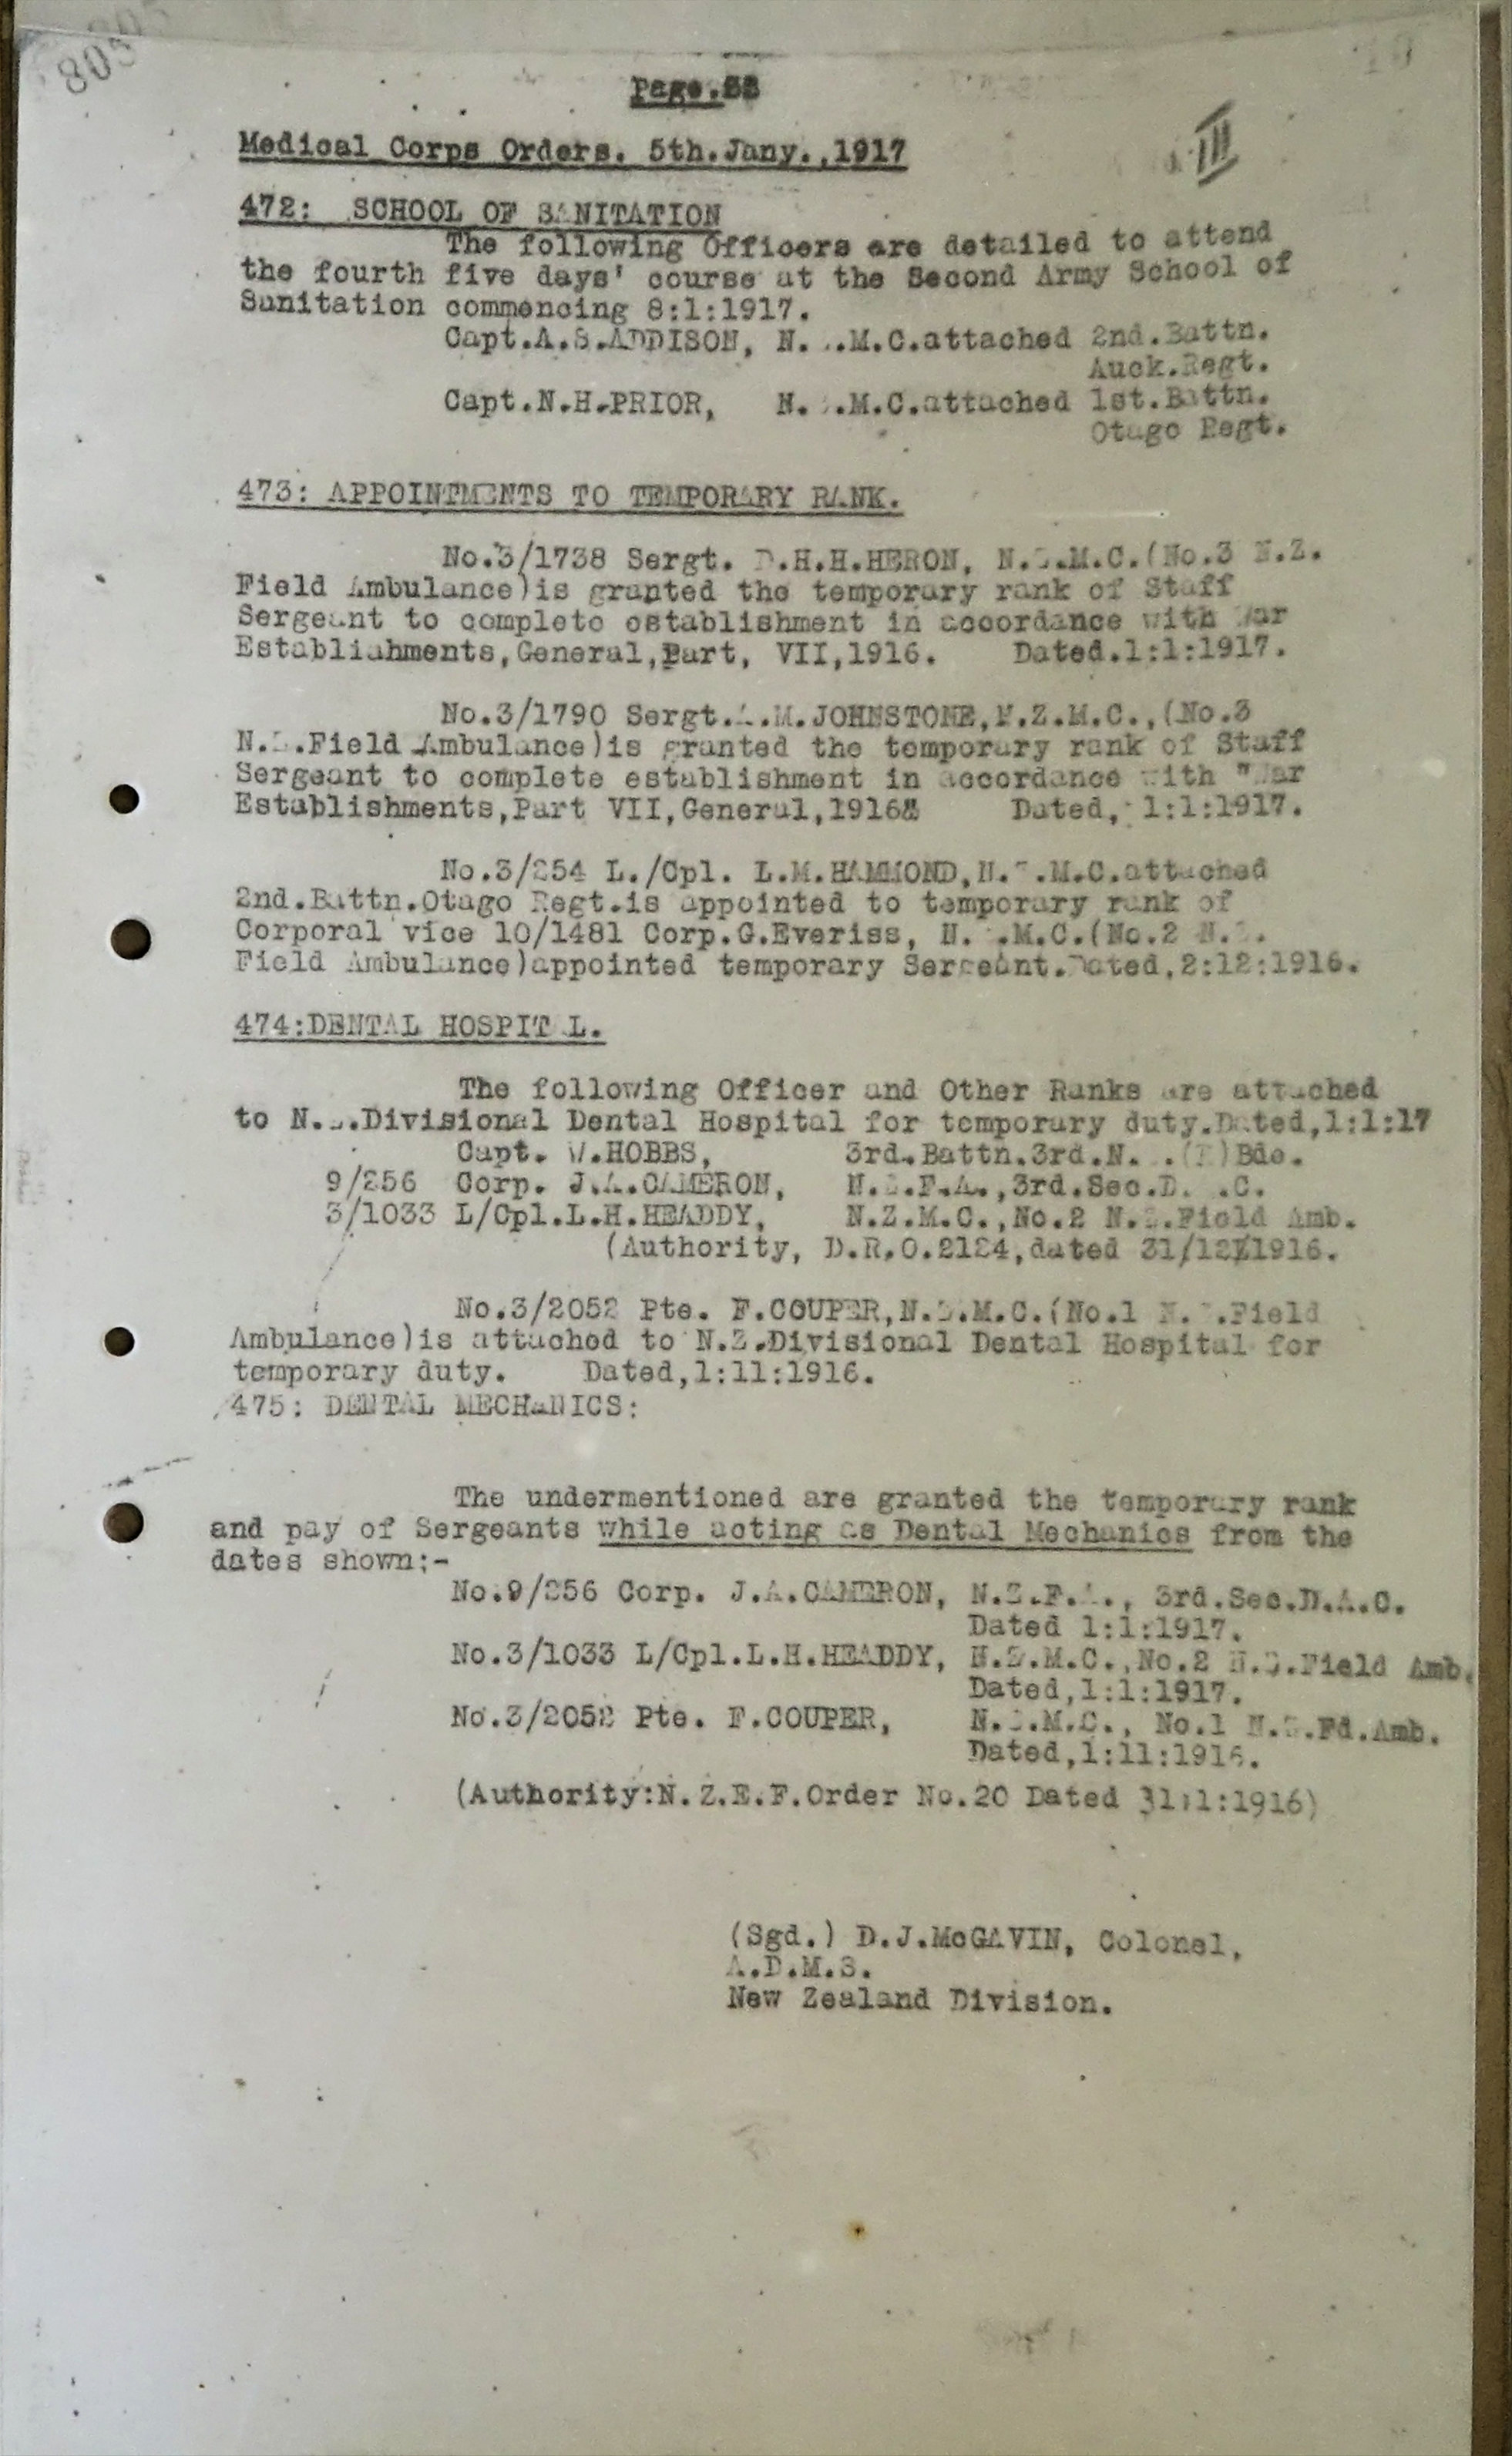 Medical Corps Orders. 5th.Jany.,1917
III
472: SCHOOL OF SANITATION
The following Officers are detailed to attend
the fourth five days' course at the Second Army School of
Sanitation commencing 8:1:1917.
Capt.A.S.ADDISON, N.Z.M.C.attached 2nd.Battn.
Auck.Regt.
Capt.N.H.PRIOR, N.Z.M.C.attached 1st.Battn.
Otago Regt.
473: APPOINTMENTS TO TEMPORARY RANK.
No.3/1738 Sergt. D.H.H.HERON, N.Z.M.C.(No.3 N.Z.
Field Ambulance)is granted the temporary rank of Staff
Sergeant to complete establishment in accordance with War
Establiahments,General,Part, VII,1916. Dated.1:1:1917.
No.3/1790 Sergt.A.M.JOHNSTONE,N.Z.M.C.,(No.3
N.Z.Field Ambulance)is granted the temporary rank of Staff
Sergeant to complete establishment in accordance with "War
Establishments,Part VII,General,1916" Dated, 1:1:1917.
No.3/254 L./Cpl. L.M.HAMMOND,N.Z.M.C.attached
2nd.Battn.Otago Regt.is appointed to temporary rank of
Corporal vice 10/1481 Corp.G.Everiss, N.Z.M.C.(No.2 N.Z.
Field Ambulance)appointed temporary Sergeant.Dated,2:12:1916.
474:DENTAL HOSPITAL.
The following Officer and Other Ranks are attached
to N.Z.Divisional Dental Hospital for temporary duty.Dated,1:1:17
Capt. W.HOBBS, 3rd.Battn.3rd.N.Z.(R)Bde.
9/256 Corp. J.A.CAMERON, N.Z.F.A.,3rd.Sec.D.A.C.
3/1033 L/Cpl.L.H.HEADDY, N.Z.M.C.,No.2 N.Z.Field Amb.
(Authority, D.R.O.2124,dated 31/12/1916.
No.3/2052 Pte. F.COUPER,N.Z.M.C.(No.1 N.Z.Field
Ambulance)is attached to N.Z.Divisional Dental Hospital for
temporary duty. Dated,1:11:1916.
475: DENTAL MECHANICS:
The undermentioned are granted the temporary rank
and pay of Sergeants while acting as Dental Mechanics from the
dates shown:-
No.9/256 Corp. J.A.CAMERON, N.Z.F.A., 3rd.Sec.D.A.C.
Dated 1:1:1917.
No.3/1033 L/Cpl.L.H.HEADDY, N.Z.M.C.,No.2 N.Z.Field Amb.
Dated,1:1:1917.
No.3/2052 Pte. F.COUPER, N.Z.M.C., No.1 N.Z.Fd.Amb.
Dated,1:11:1916.
(Authority:N.Z.E.F.Order No.20 Dated 31:1:1916)
(Sgd.) D.J.McGAVIN, Colonel,
A.D.M.S.
New Zealand Division.